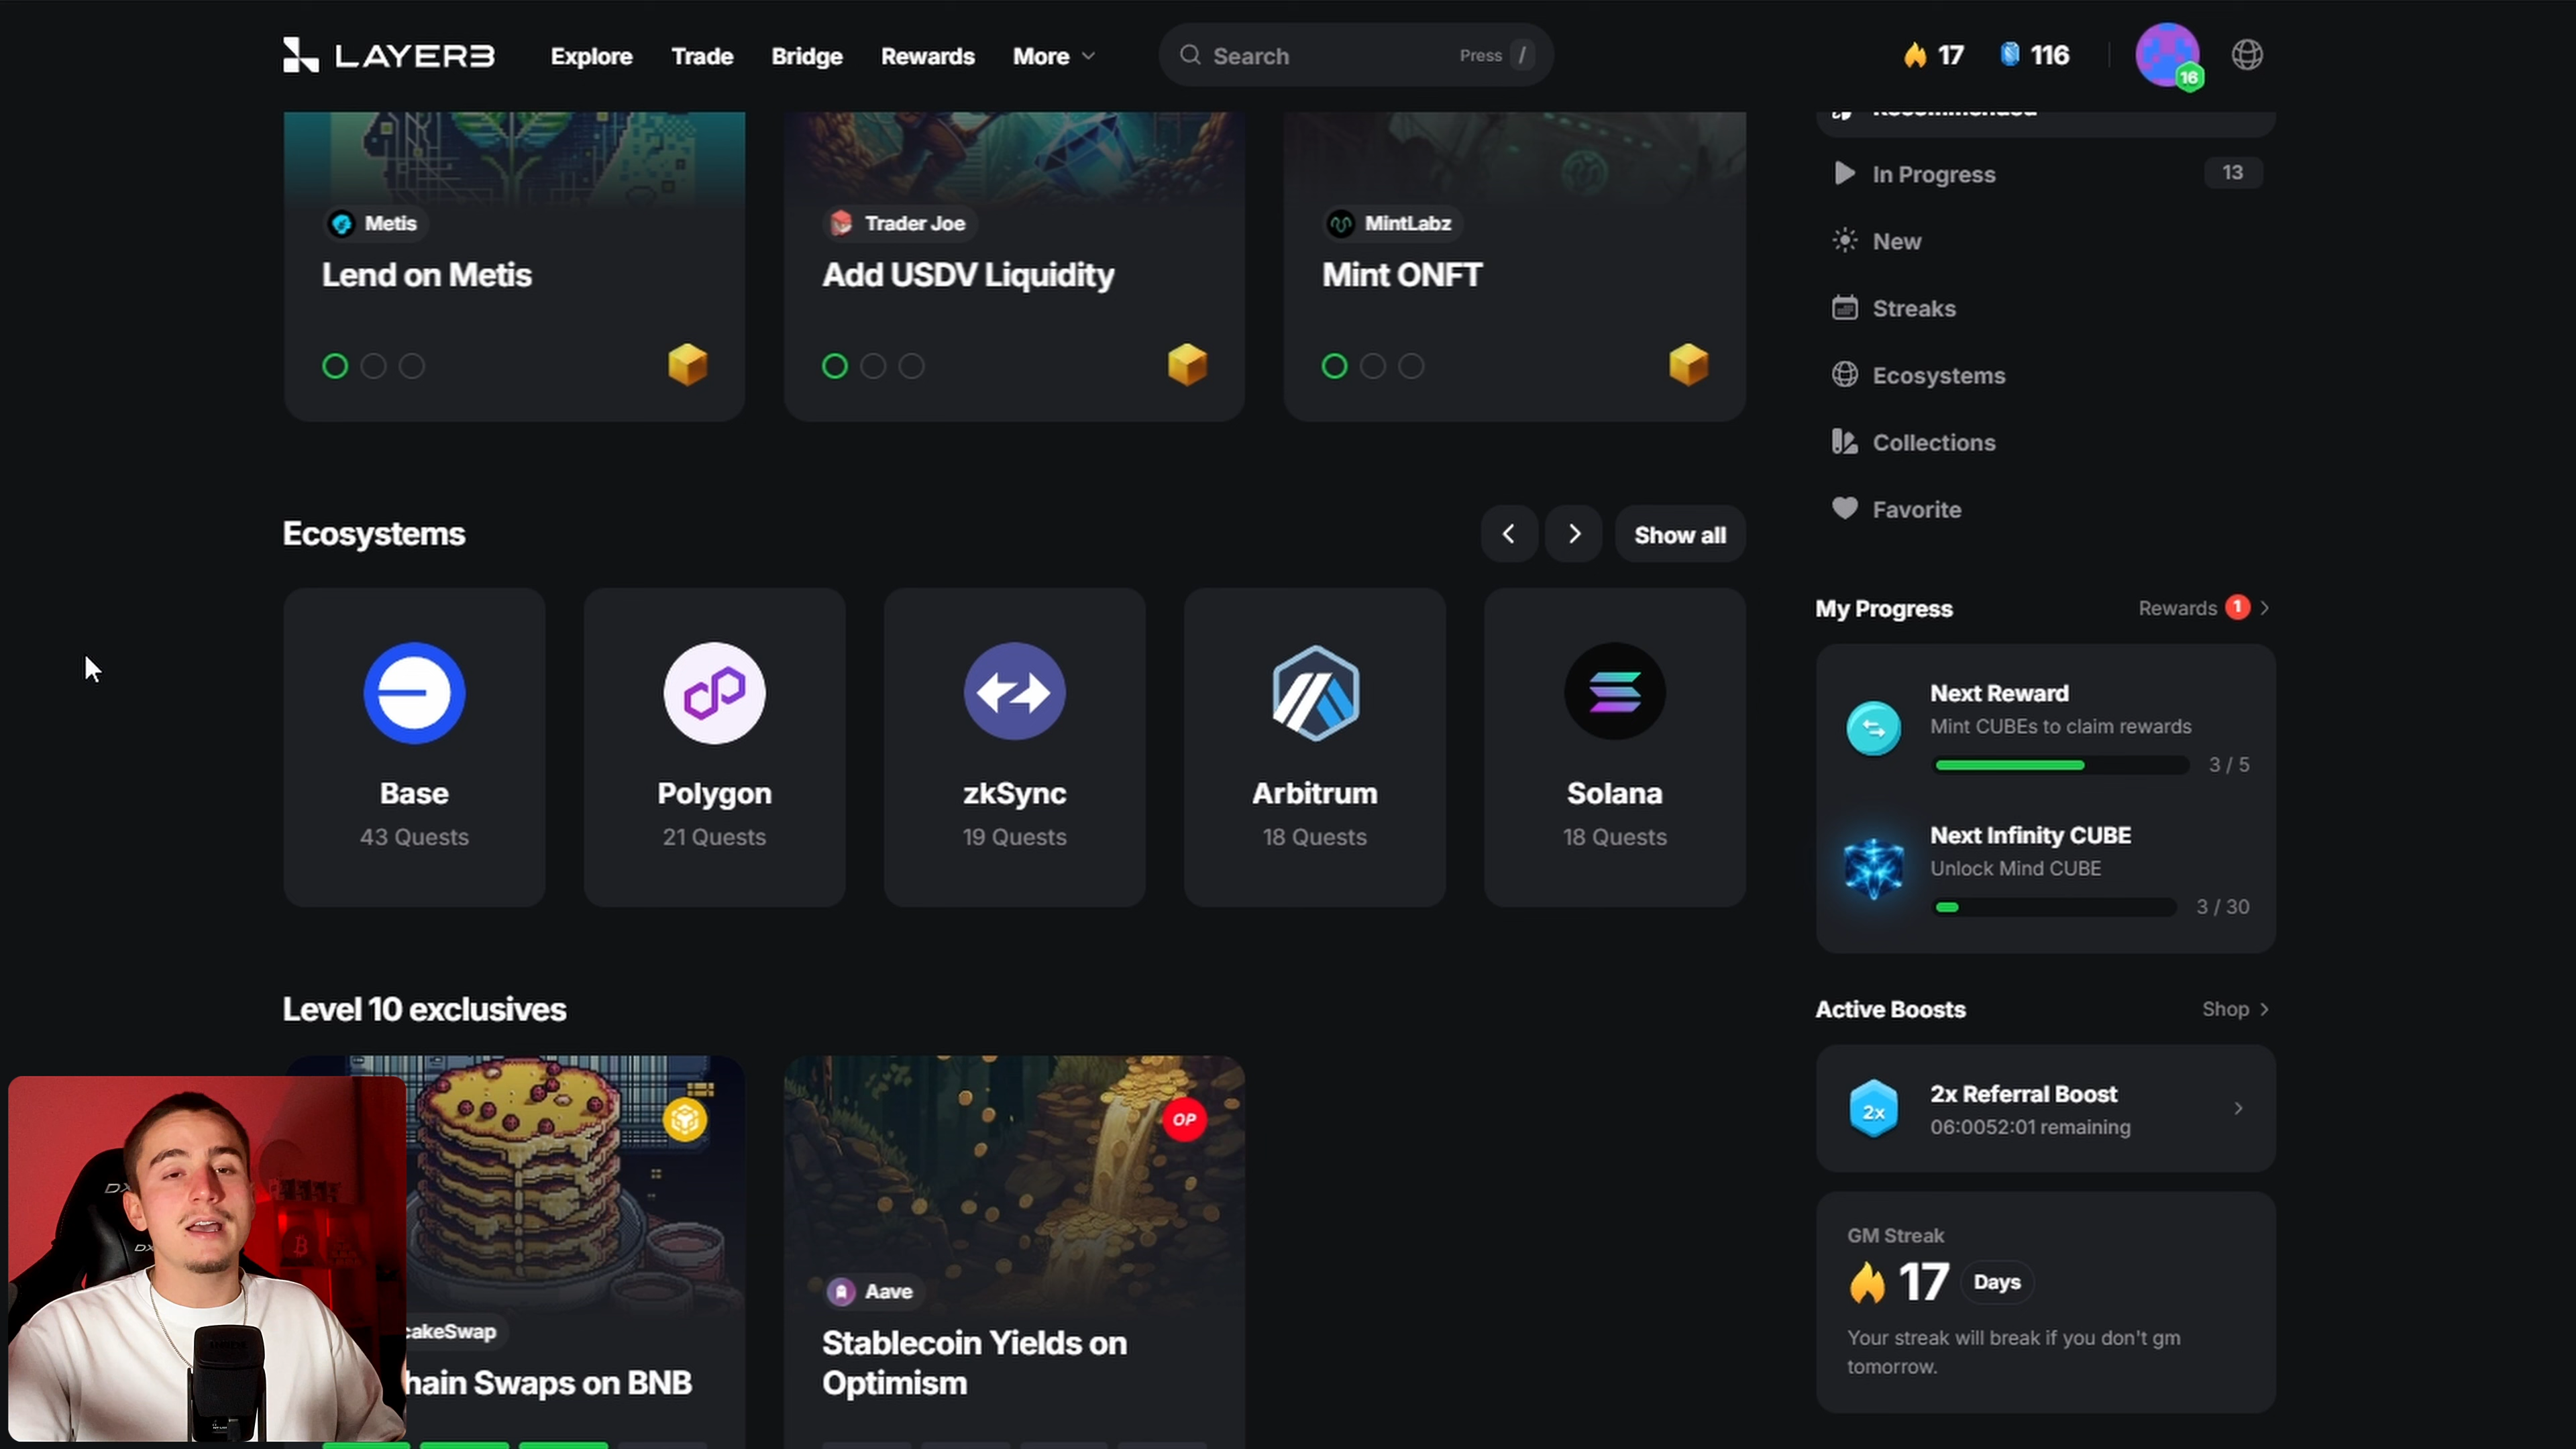 LAYER3
Explore
Trade
Bridge
Rewards
More
Search
Press /
17
116
16
Metis
Lend on Metis
Trader Joe
Add USDV Liquidity
MintLabz
Mint ONFT
Recommended
In Progress
13
New
Streaks
Ecosystems
Collections
Favorite
Ecosystems
Show all
Base
43 Quests
Polygon
21 Quests
zkSync
19 Quests
Arbitrum
18 Quests
Solana
18 Quests
My Progress
Rewards 1
Next Reward
Mint CUBEs to claim rewards
3 / 5
Next Infinity CUBE
Unlock Mind CUBE
3 / 30
Level 10 exclusives
cakeSwap
hain Swaps on BNB
OP
Aave
Stablecoin Yields on
Optimism
Active Boosts
Shop
2x
2x Referral Boost
06:0052:01 remaining
GM Streak
17 Days
Your streak will break if you don't gm
tomorrow.